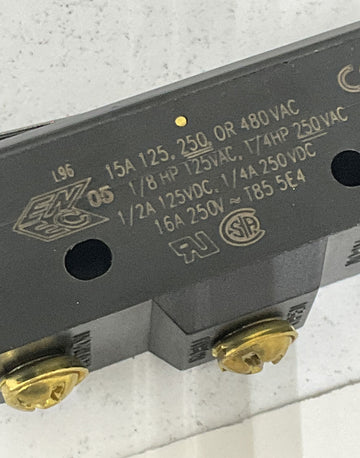 L96
15A 125, 250 OR 480 VAC
1/8 HP 125VAC, 1/4HP 250VAC
05 1/2A 125VDC, 1/4A 250VDC
16A 250V ~ T85 5E4